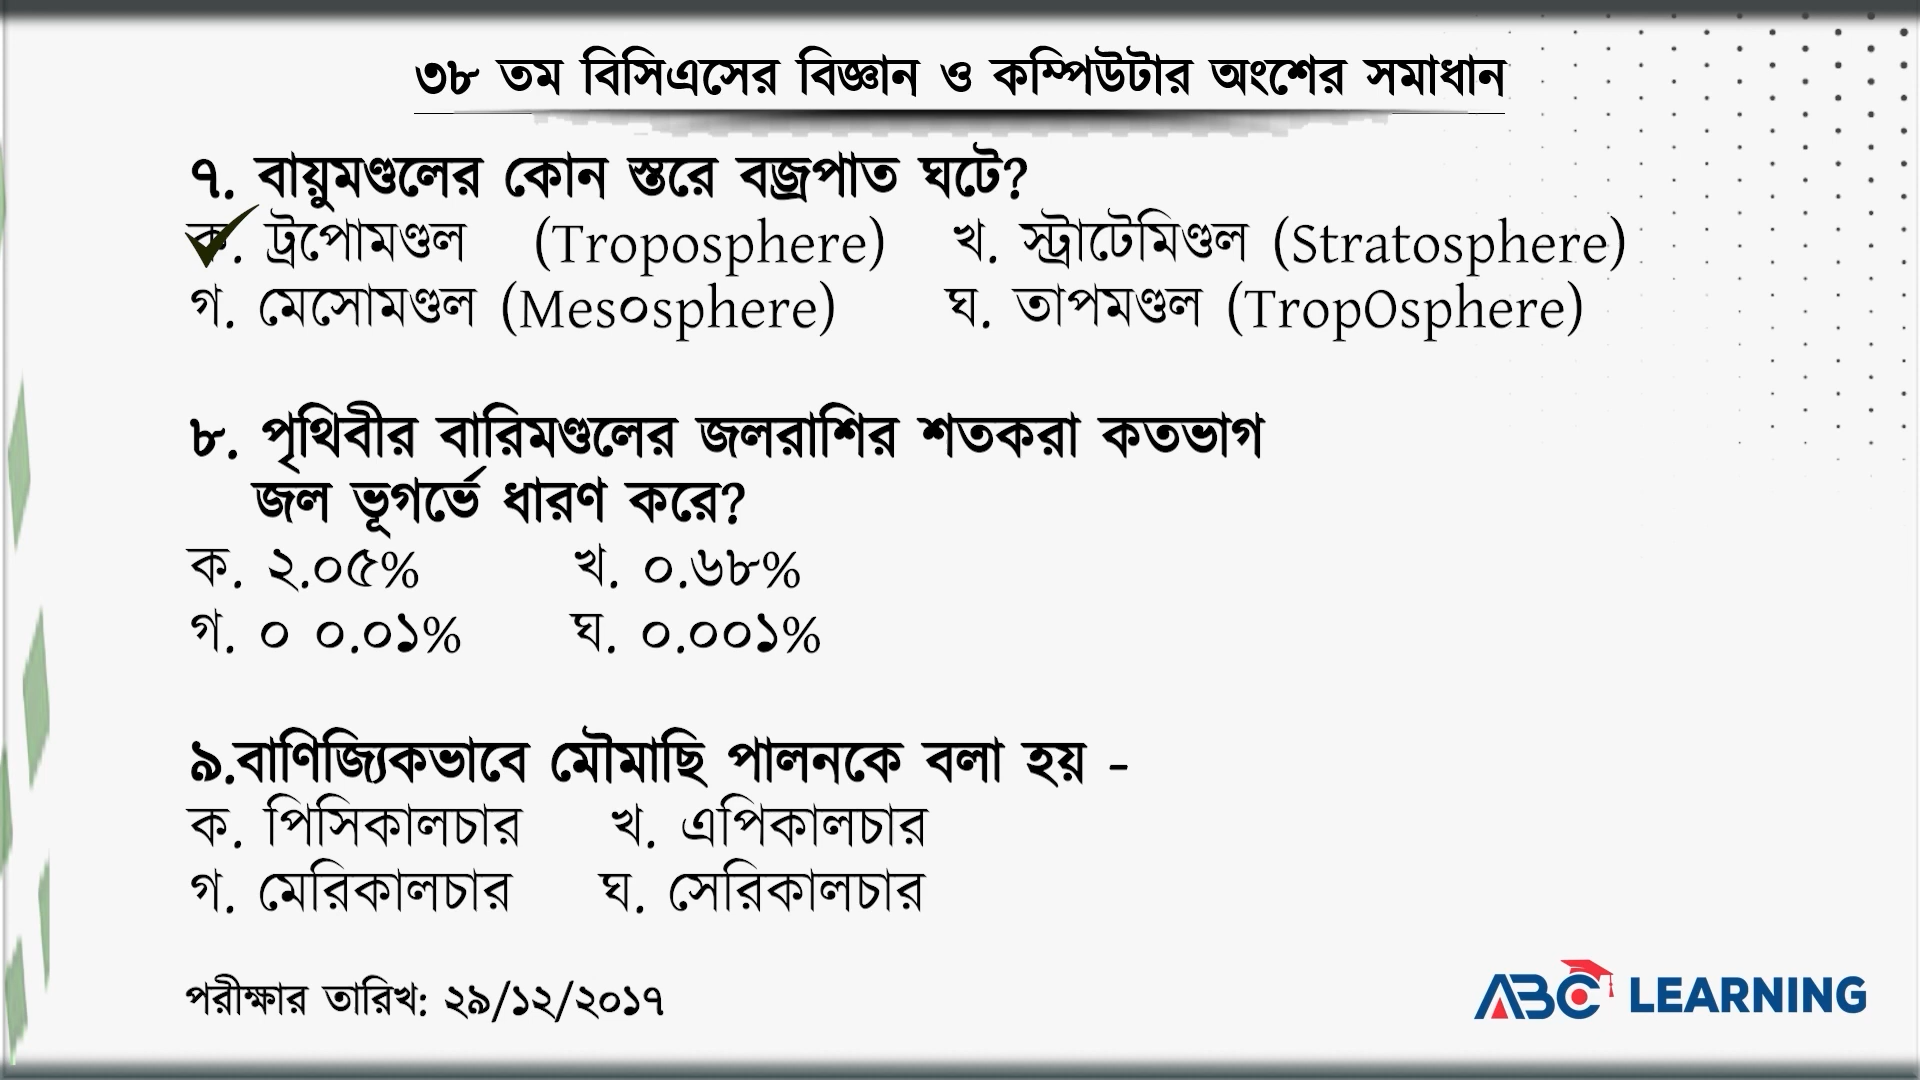 ৩৮ তম বিসিএসের বিজ্ঞান ও কম্পিউটার অংশের সমাধান
৭. বায়ুমণ্ডলের কোন স্তরে বজ্রপাত ঘটে?
ক. ট্রপোমণ্ডল (Troposphere) খ. স্ট্রাটেমিণ্ডল (Stratosphere)
গ. মেসোমণ্ডল (Mes০sphere) ঘ. তাপমণ্ডল (TropOsphere)
৮. পৃথিবীর বারিমণ্ডলের জলরাশির শতকরা কতভাগ
জল ভূগর্ভে ধারণ করে?
ক. ২.০৫% খ. ০.৬৮%
গ. ০ ০.০১% ঘ. ০.০০১%
৯.বাণিজ্যিকভাবে মৌমাছি পালনকে বলা হয় -
ক. পিসিকালচার খ. এপিকালচার
গ. মেরিকালচার ঘ. সেরিকালচার
পরীক্ষার তারিখ: ২৯/১২/২০১৭
ABC LEARNING